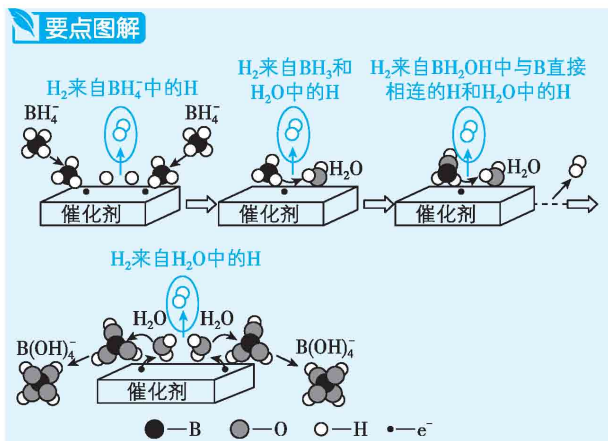 要点图解
H₂来自BH₄⁻中的H
H₂来自BH₃和
H₂O中的H
H₂来自BH₂OH中与B直接
相连的H和H₂O中的H
BH₄⁻ BH₄⁻
H₂O
H₂O
催化剂
催化剂
催化剂
H₂来自H₂O中的H
H₂O H₂O
B(OH)₄⁻ B(OH)₄⁻
催化剂
—B —O —H —e⁻